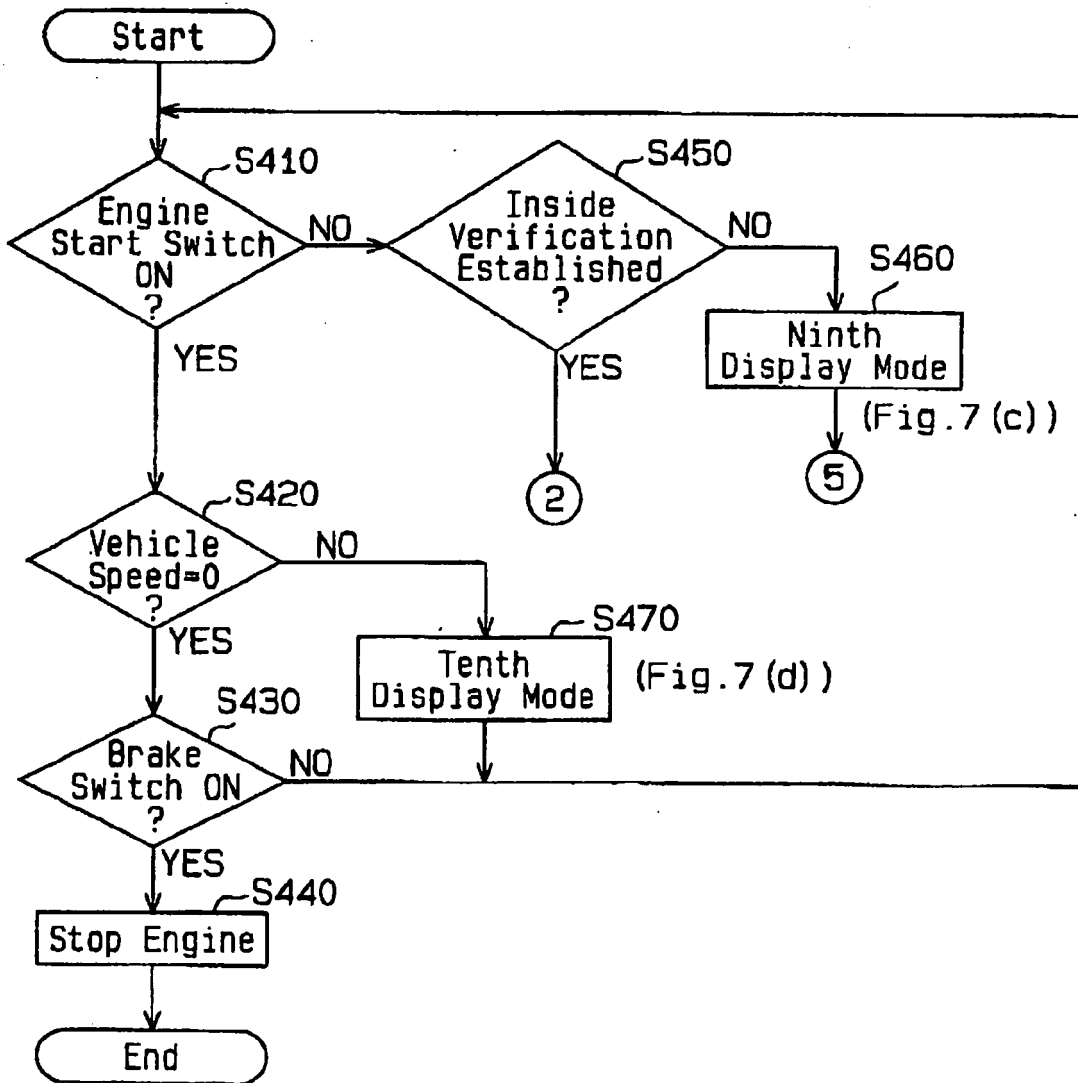 Start
S410
Engine
Start Switch
ON
?
NO
YES
S450
Inside
Verification
Established
?
NO
YES
2
S460
Ninth
Display Mode
(Fig.7(c))
5
S420
Vehicle
Speed=0
?
NO
YES
S470
Tenth
Display Mode
(Fig.7(d))
S430
Brake
Switch ON
?
NO
YES
S440
Stop Engine
End